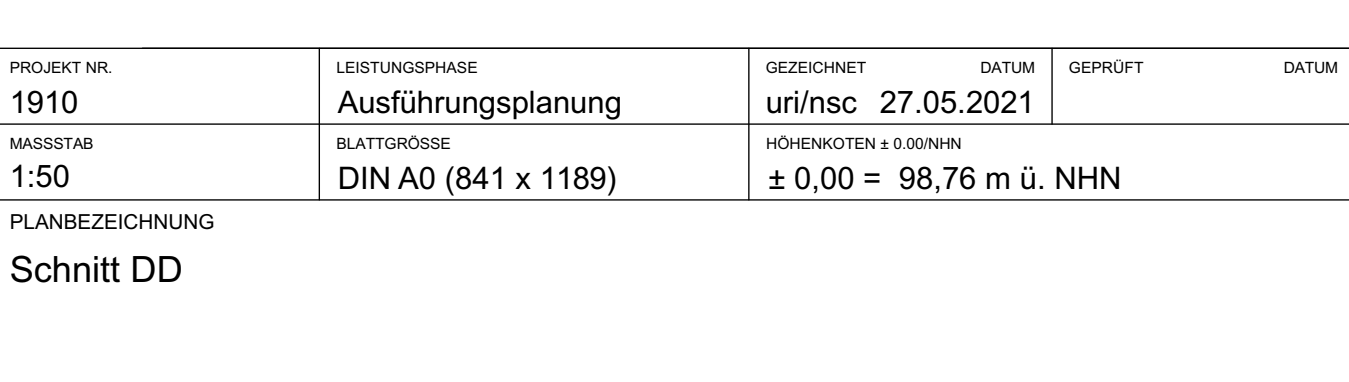 PROJEKT NR. LEISTUNGSPHASE GEZEICHNET DATUM GEPRÜFT DATUM
1910 Ausführungsplanung uri/nsc 27.05.2021
MASSSTAB BLATTGRÖSSE HÖHENKOTEN ± 0.00/NHN
1:50 DIN A0 (841 x 1189) ± 0,00 = 98,76 m ü. NHN
PLANBEZEICHNUNG
Schnitt DD